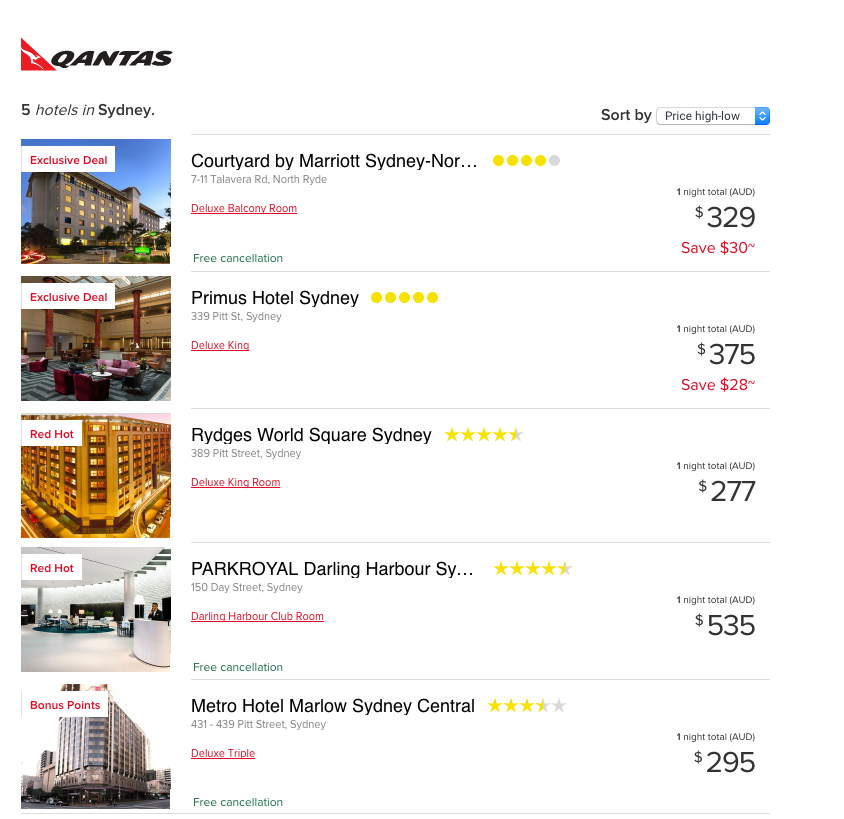 QANTAS
5 hotels in Sydney.
Sort by Price high-low
Exclusive Deal
Courtyard by Marriott Sydney-Nor...
7-11 Talavera Rd, North Ryde
Deluxe Balcony Room
Free cancellation
1 night total (AUD)
$329
Save $30~
Exclusive Deal
Primus Hotel Sydney
339 Pitt St, Sydney
Deluxe King
1 night total (AUD)
$375
Save $28~
Red Hot
Rydges World Square Sydney
389 Pitt Street, Sydney
Deluxe King Room
1 night total (AUD)
$277
Red Hot
PARKROYAL Darling Harbour Sy...
150 Day Street, Sydney
Darling Harbour Club Room
Free cancellation
1 night total (AUD)
$535
Bonus Points
Metro Hotel Marlow Sydney Central
431 - 439 Pitt Street, Sydney
Deluxe Triple
Free cancellation
1 night total (AUD)
$295